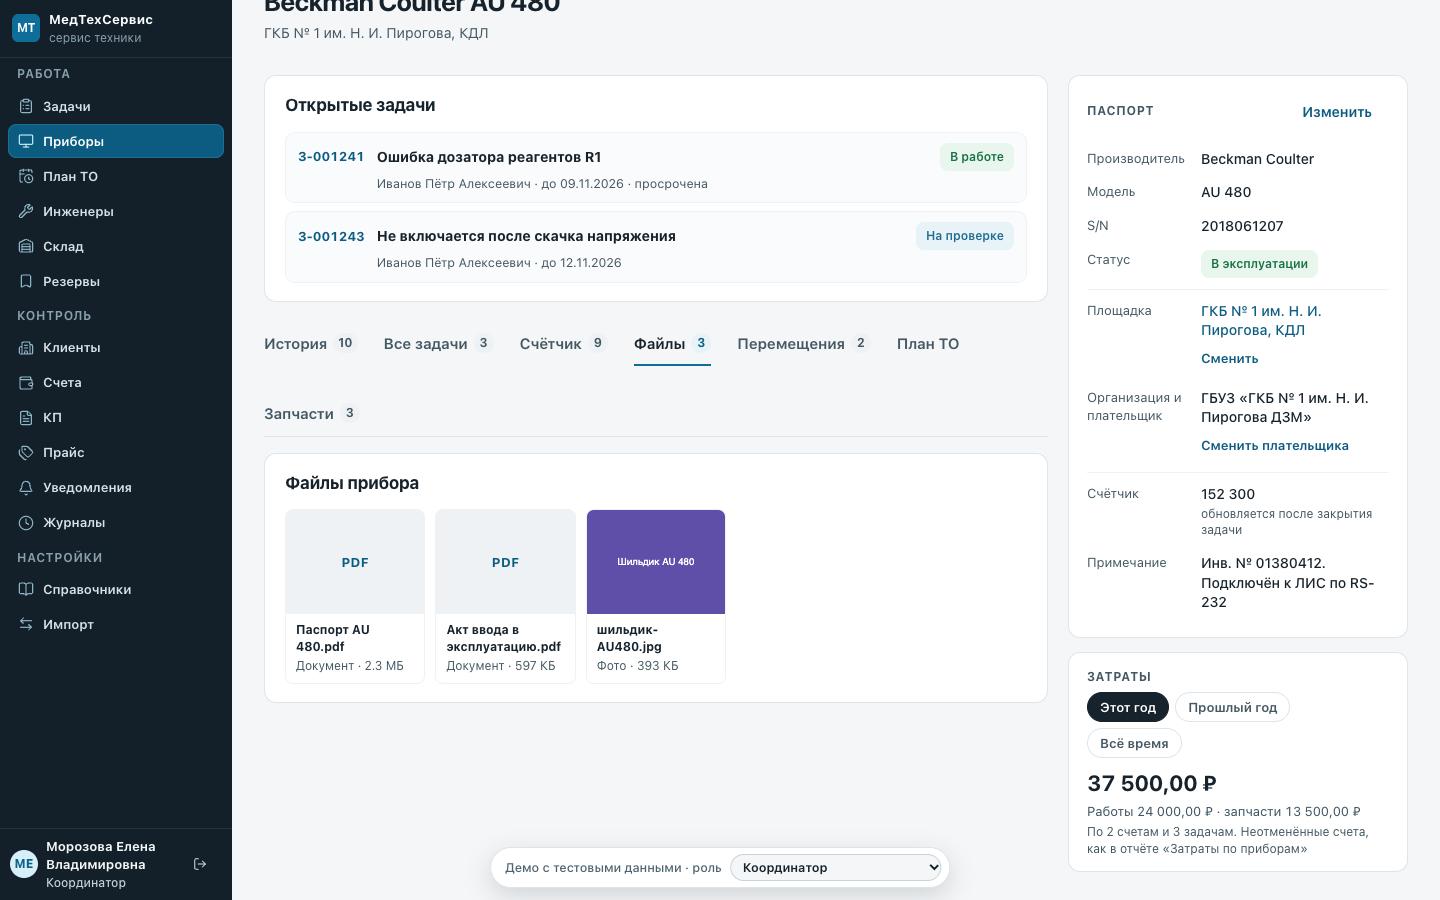 МТ
МедТехСервис
сервис техники
РАБОТА
Задачи
Приборы
План ТО
Инженеры
Склад
Резервы
КОНТРОЛЬ
Клиенты
Счета
КП
Прайс
Уведомления
Журналы
НАСТРОЙКИ
Справочники
Импорт
МЕ
Морозова Елена
Владимировна
Координатор
Beckman Coulter AU 480
ГКБ № 1 им. Н. И. Пирогова, КДЛ
Открытые задачи
З-001241 Ошибка дозатора реагентов R1 В работе
Иванов Пётр Алексеевич · до 09.11.2026 · просрочена
З-001243 Не включается после скачка напряжения На проверке
Иванов Пётр Алексеевич · до 12.11.2026
История 10 Все задачи 3 Счётчик 9 Файлы 3 Перемещения 2 План ТО
Запчасти 3
Файлы прибора
PDF
Паспорт AU
480.pdf
Документ · 2.3 МБ
PDF
Акт ввода в
эксплуатацию.pdf
Документ · 597 КБ
Шильдик AU 480
шильдик-
AU480.jpg
Фото · 393 КБ
ПАСПОРТ Изменить
Производитель Beckman Coulter
Модель AU 480
S/N 2018061207
Статус В эксплуатации
Площадка ГКБ № 1 им. Н. И.
Пирогова, КДЛ
Сменить
Организация и
плательщик
ГБУЗ «ГКБ № 1 им. Н. И.
Пирогова ДЗМ»
Сменить плательщика
Счётчик 152 300
обновляется после закрытия
задачи
Примечание Инв. № 01380412.
Подключён к ЛИС по RS-
232
ЗАТРАТЫ
Этот год Прошлый год
Всё время
37 500,00 ₽
Работы 24 000,00 ₽ · запчасти 13 500,00 ₽
По 2 счетам и 3 задачам. Неотменённые счета,
как в отчёте «Затраты по приборам»
Демо с тестовыми данными · роль Координатор